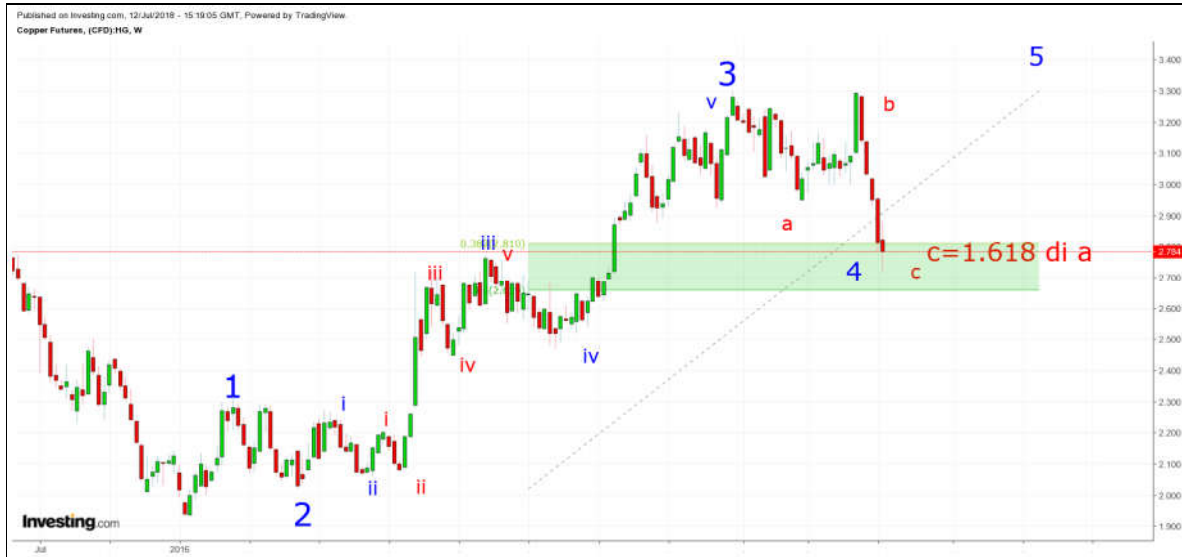 Published on Investing.com, 12/Jul/2018 - 15:19:05 GMT, Powered by TradingView.
Copper Futures, (CFD):HG, W
5
3.400
3
3.300
v
b
3.200
3.100
3.000
a
2.900
iii
v
c=1.618 di a
2.784
4
c
iii
2.700
2.600
iv
iv
2.500
2.400
1
i
i
2.300
2.200
2.100
ii
ii
2.000
2
Investing.com
1.900
Jul
2016